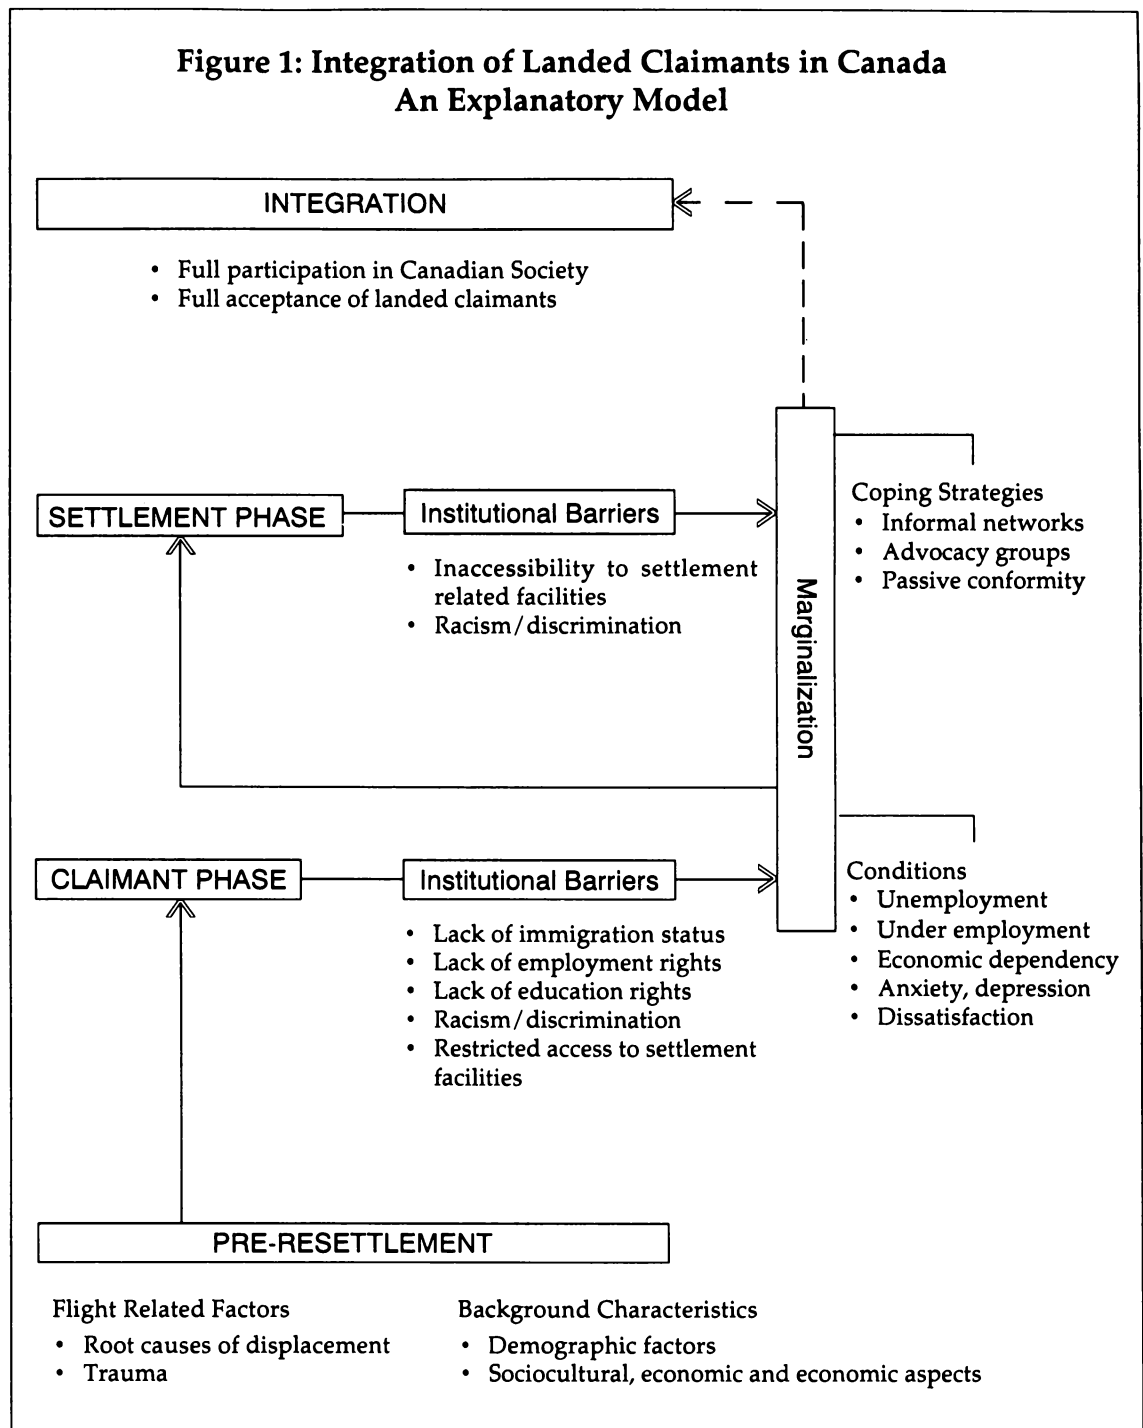 Figure 1: Integration of Landed Claimants in Canada
An Explanatory Model
INTEGRATION
• Full participation in Canadian Society
• Full acceptance of landed claimants
SETTLEMENT PHASE
Institutional Barriers
• Inaccessibility to settlement
related facilities
• Racism/discrimination
Marginalization
Coping Strategies
• Informal networks
• Advocacy groups
• Passive conformity
CLAIMANT PHASE
Institutional Barriers
• Lack of immigration status
• Lack of employment rights
• Lack of education rights
• Racism/discrimination
• Restricted access to settlement
facilities
Conditions
• Unemployment
• Under employment
• Economic dependency
• Anxiety, depression
• Dissatisfaction
PRE-RESETTLEMENT
Flight Related Factors
• Root causes of displacement
• Trauma
Background Characteristics
• Demographic factors
• Sociocultural, economic and economic aspects